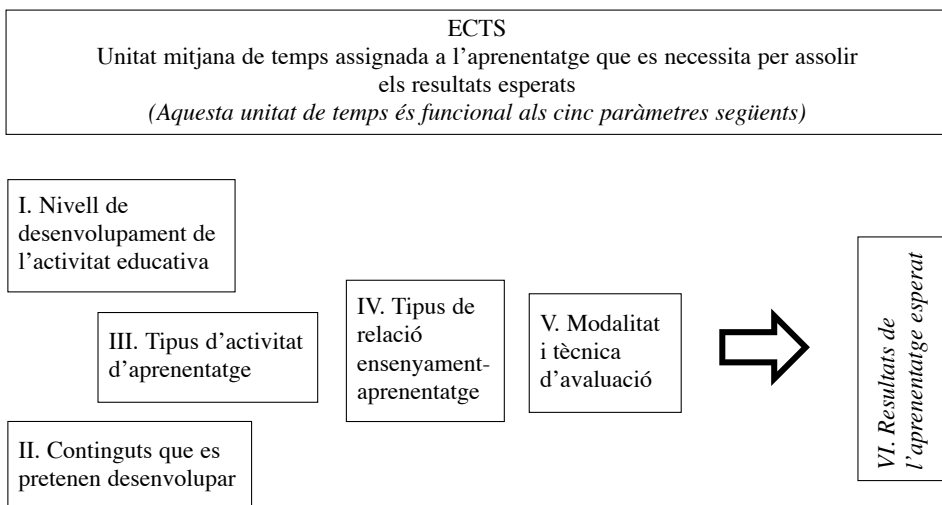 ECTS
Unitat mitjana de temps assignada a l’aprenentatge que es necessita per assolir
els resultats esperats
(Aquesta unitat de temps és funcional als cinc paràmetres següents)
I. Nivell de
desenvolupament de
l’activitat educativa
II. Continguts que es
pretenen desenvolupar
III. Tipus d’activitat
d’aprenentatge
IV. Tipus de
relació
ensenyament-
aprenentatge
V. Modalitat
i tècnica
d’avaluació
VI. Resultats de
l’aprenentatge esperat